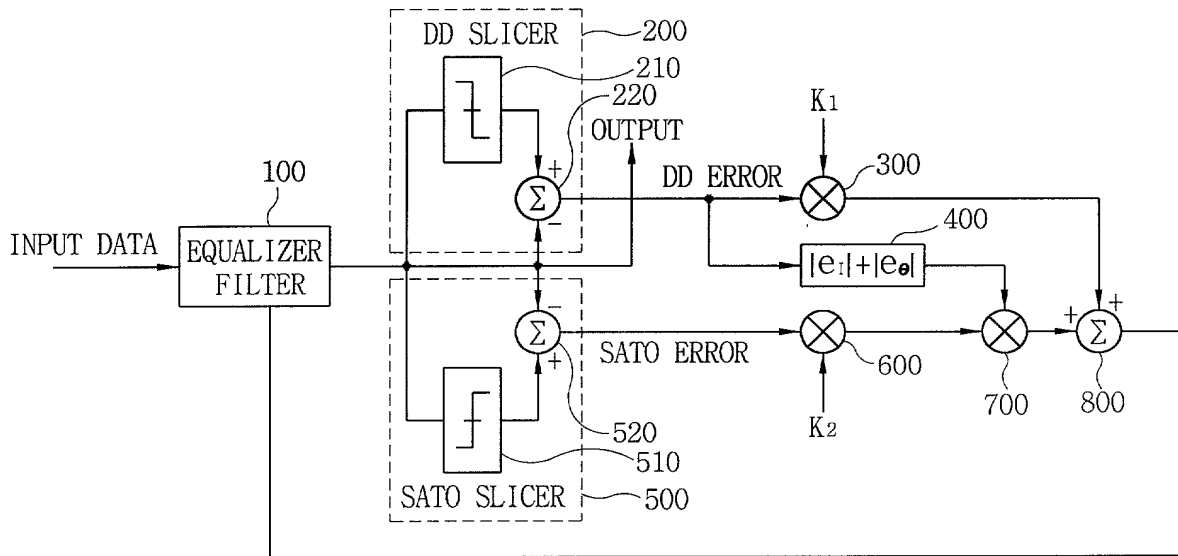 DD SLICER
200
210
220
OUTPUT
K1
100
DD ERROR
300
+
Σ
−
400
INPUT DATA
EQUALIZER
FILTER
|eI|+|eθ|
−
Σ
+
SATO ERROR
600
+
+
Σ
700
800
K2
520
510
SATO SLICER
500